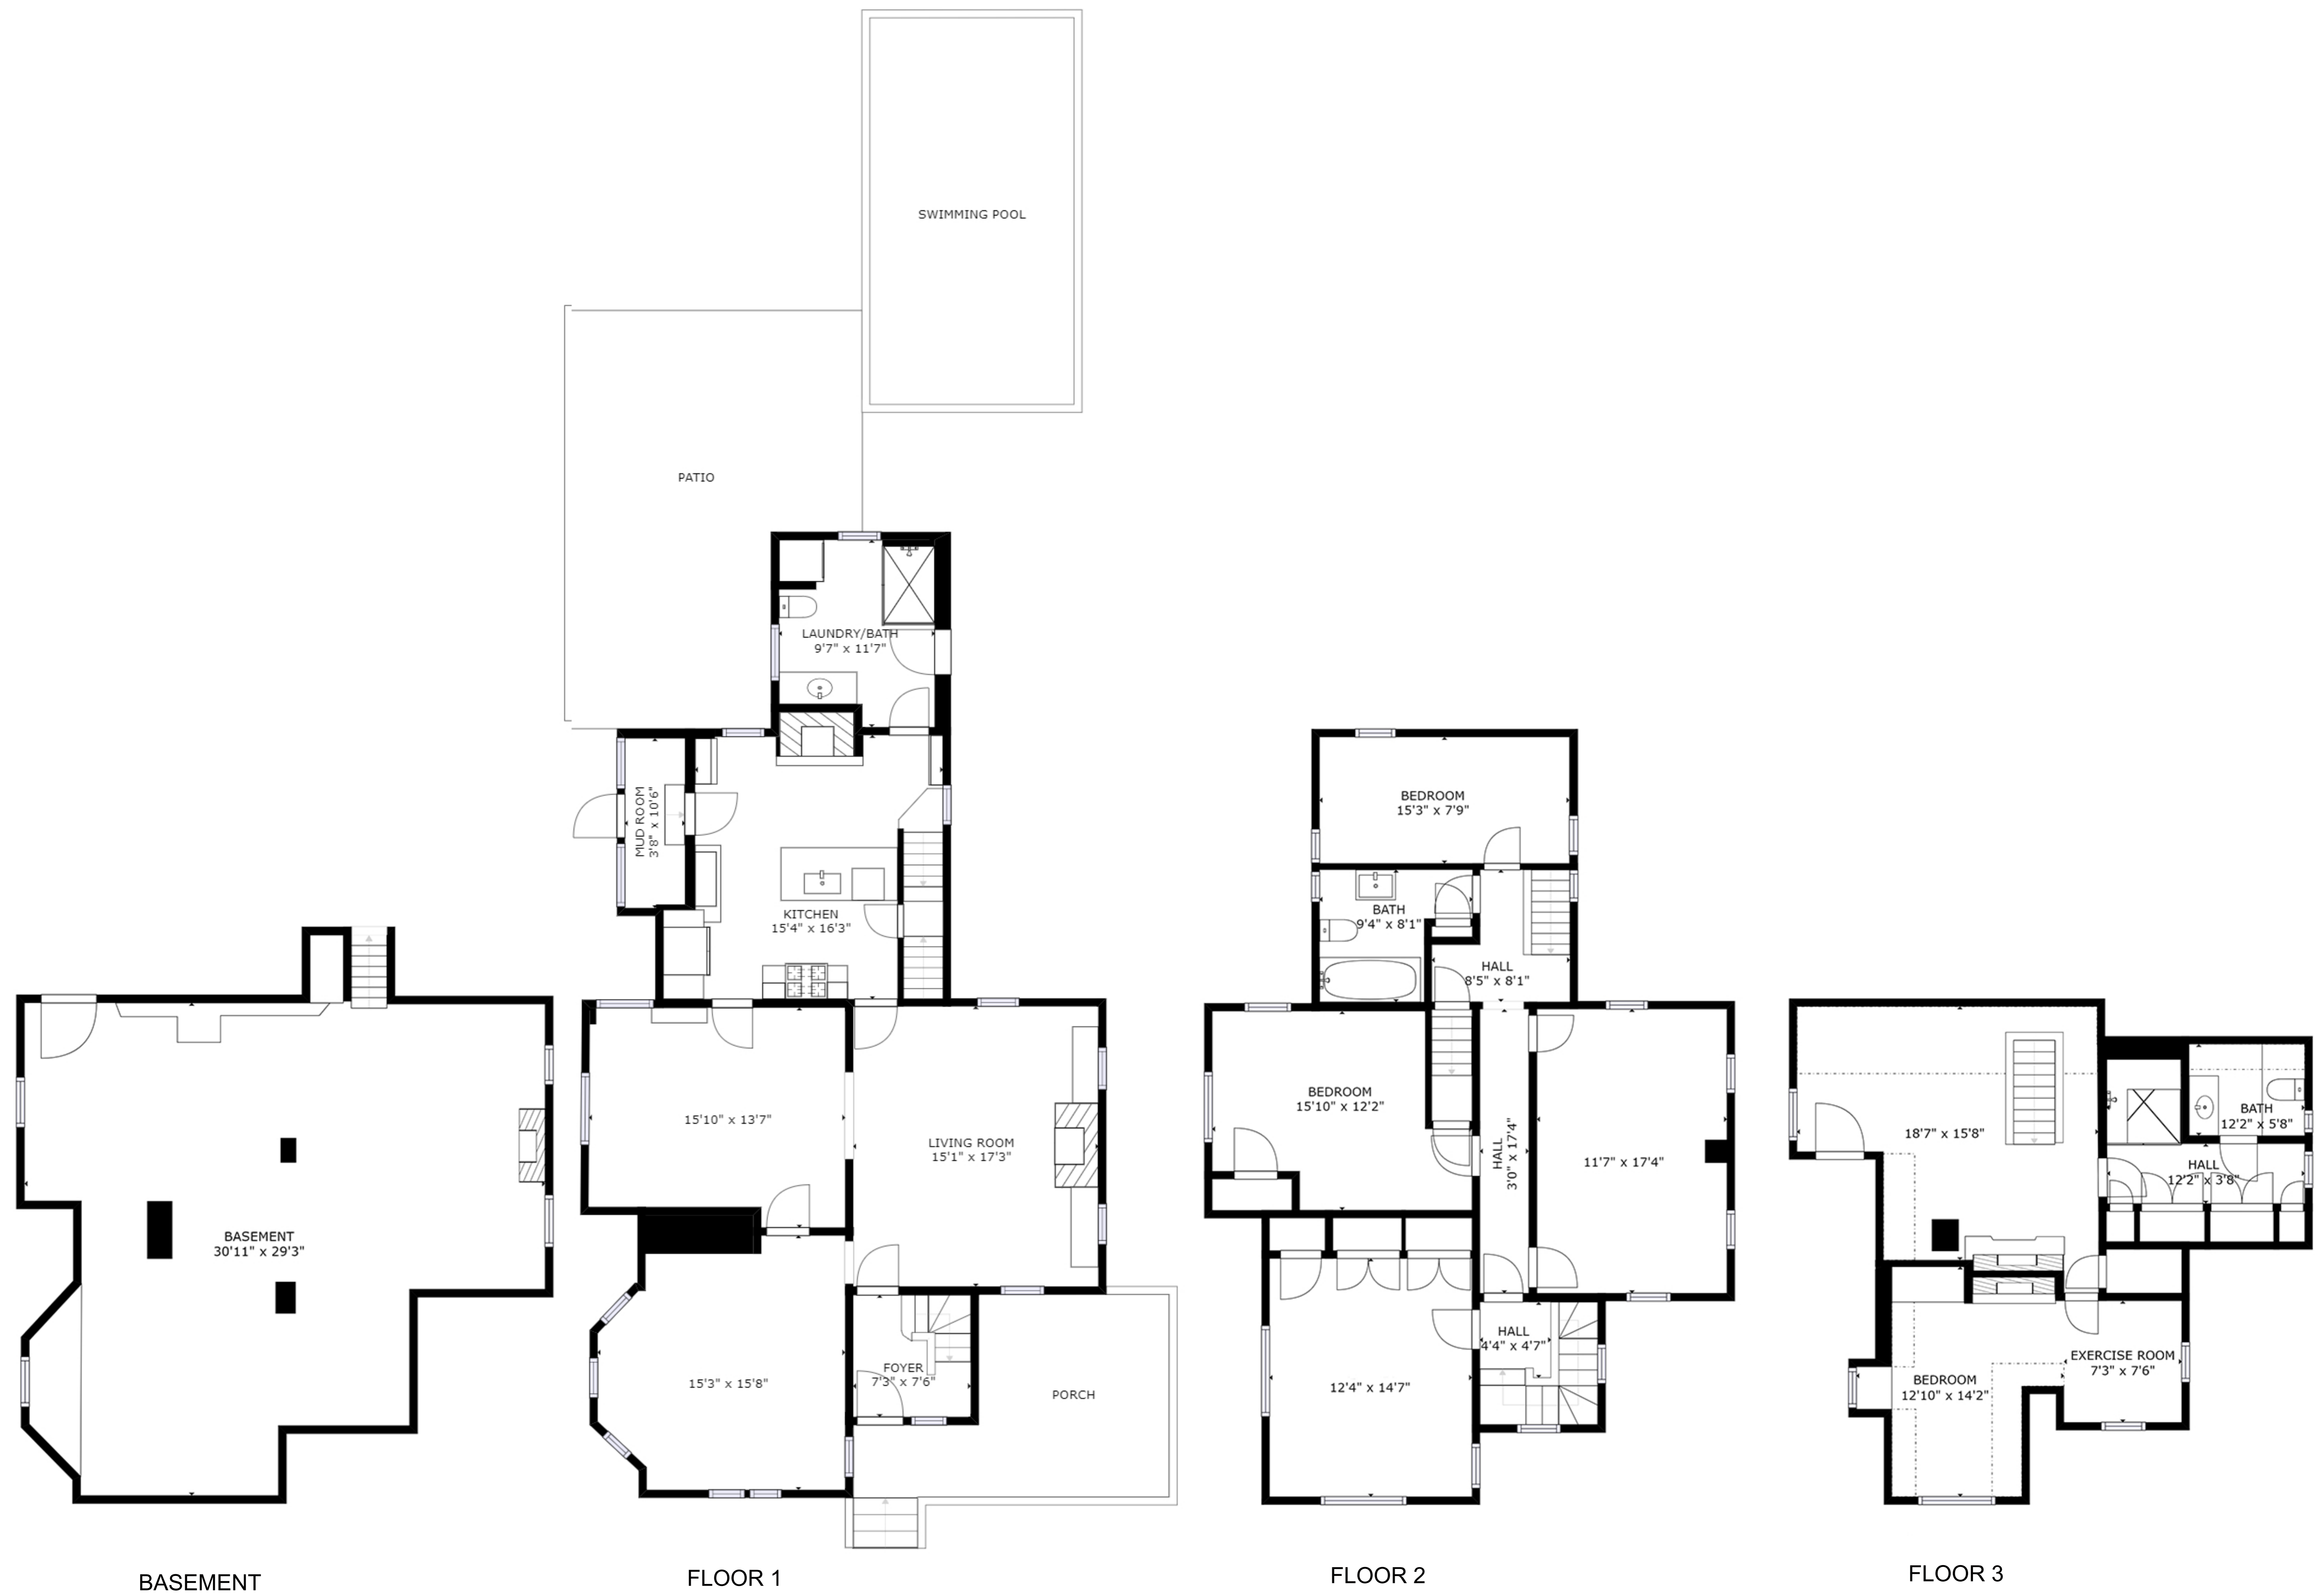 SWIMMING POOL
PATIO
LAUNDRY/BATH
9'7" x 11'7"
MUD ROOM
3'8" x 10'6"
KITCHEN
15'4" x 16'3"
15'10" x 13'7"
LIVING ROOM
15'1" x 17'3"
FOYER
7'3" x 7'6"
15'3" x 15'8"
PORCH
BASEMENT
30'11" x 29'3"
BEDROOM
15'3" x 7'9"
BATH
9'4" x 8'1"
HALL
8'5" x 8'1"
BEDROOM
15'10" x 12'2"
HALL
3'0" x 17'4"
11'7" x 17'4"
HALL
4'4" x 4'7"
12'4" x 14'7"
18'7" x 15'8"
BATH
12'2" x 5'8"
HALL
12'2" x 3'8"
EXERCISE ROOM
7'3" x 7'6"
BEDROOM
12'10" x 14'2"
BASEMENT
FLOOR 1
FLOOR 2
FLOOR 3